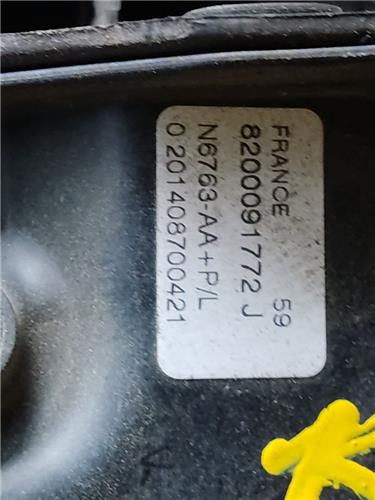 FRANCE 59
8200091772 J
N6763-AA+P/L
0 201408700421